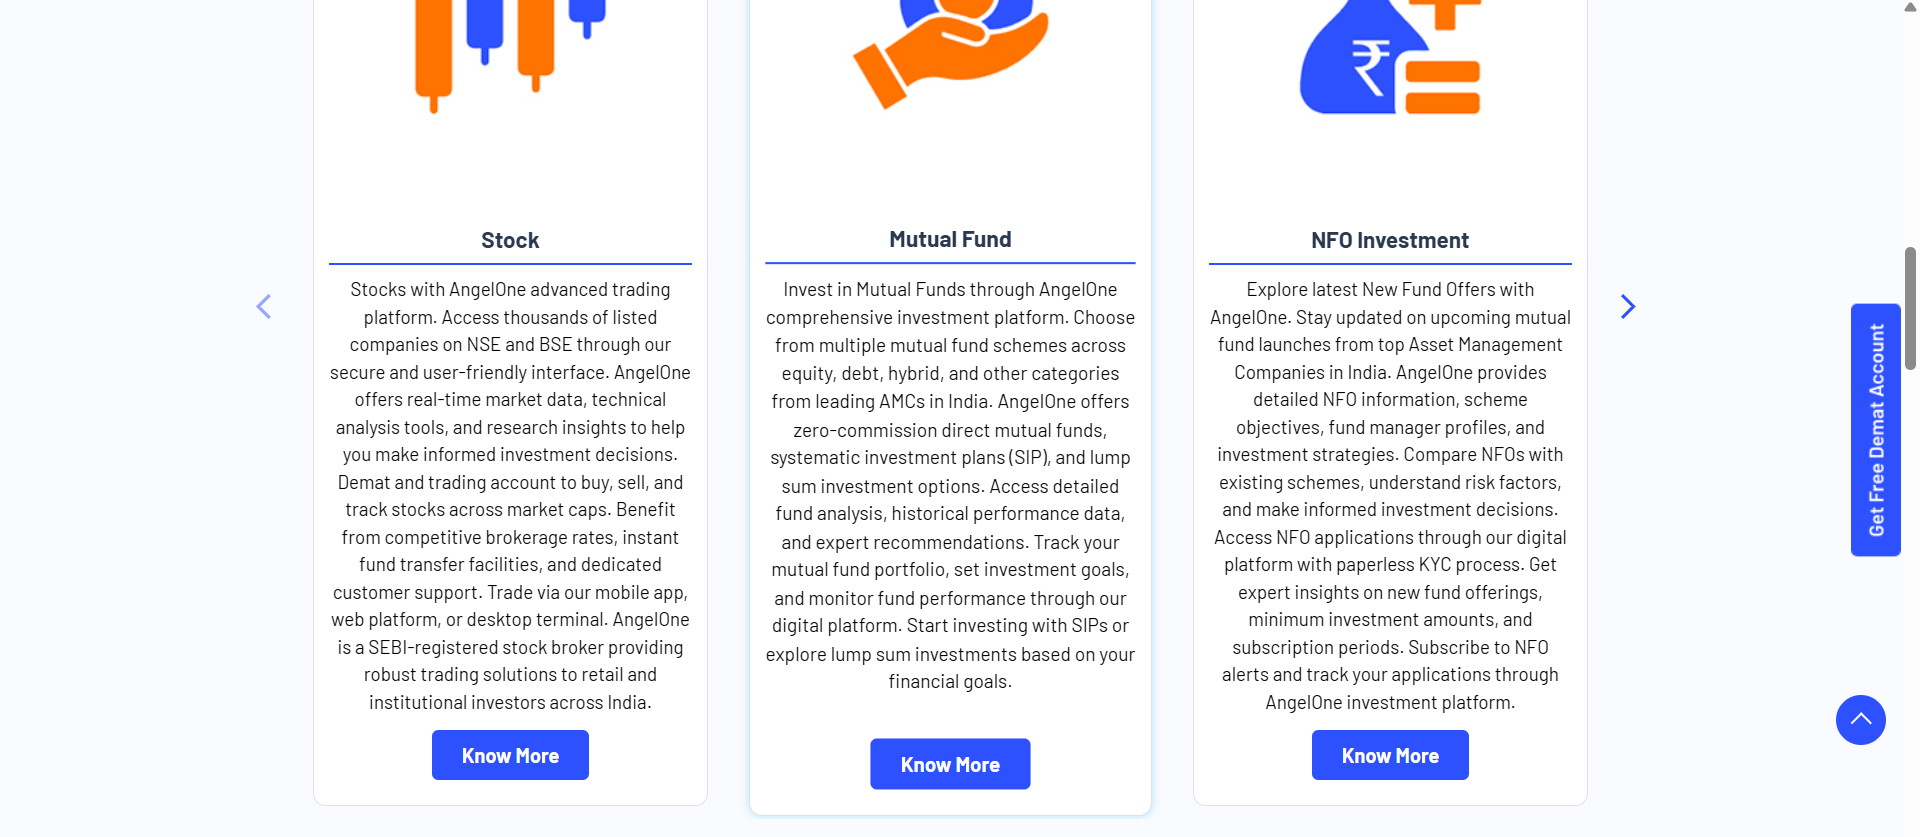 ₹
Stock
Stocks with AngelOne advanced trading
platform. Access thousands of listed
companies on NSE and BSE through our
secure and user-friendly interface. AngelOne
offers real-time market data, technical
analysis tools, and research insights to help
you make informed investment decisions.
Demat and trading account to buy, sell, and
track stocks across market caps. Benefit
from competitive brokerage rates, instant
fund transfer facilities, and dedicated
customer support. Trade via our mobile app,
web platform, or desktop terminal. AngelOne
is a SEBI-registered stock broker providing
robust trading solutions to retail and
institutional investors across India.
Know More
Mutual Fund
Invest in Mutual Funds through AngelOne
comprehensive investment platform. Choose
from multiple mutual fund schemes across
equity, debt, hybrid, and other categories
from leading AMCs in India. AngelOne offers
zero-commission direct mutual funds,
systematic investment plans (SIP), and lump
sum investment options. Access detailed
fund analysis, historical performance data,
and expert recommendations. Track your
mutual fund portfolio, set investment goals,
and monitor fund performance through our
digital platform. Start investing with SIPs or
explore lump sum investments based on your
financial goals.
Know More
NFO Investment
Explore latest New Fund Offers with
AngelOne. Stay updated on upcoming mutual
fund launches from top Asset Management
Companies in India. AngelOne provides
detailed NFO information, scheme
objectives, fund manager profiles, and
investment strategies. Compare NFOs with
existing schemes, understand risk factors,
and make informed investment decisions.
Access NFO applications through our digital
platform with paperless KYC process. Get
expert insights on new fund offerings,
minimum investment amounts, and
subscription periods. Subscribe to NFO
alerts and track your applications through
AngelOne investment platform.
Know More
Get Free Demat Account